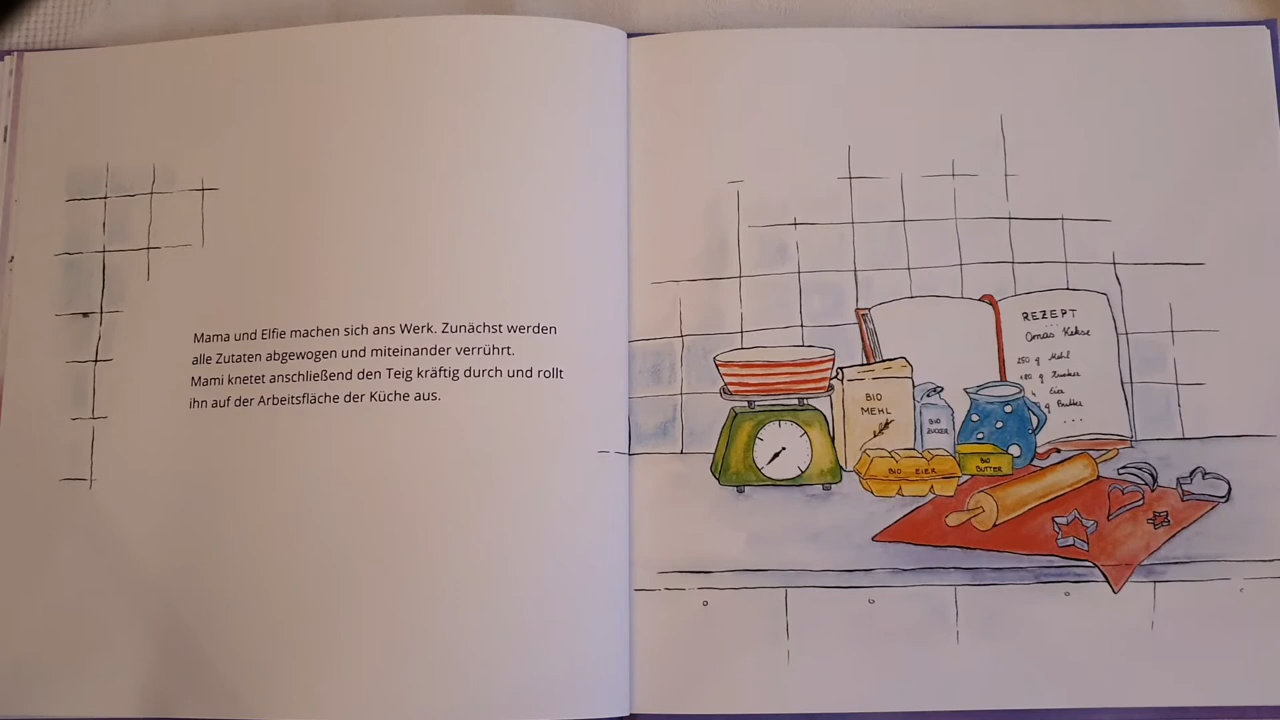 Mama und Elfie machen sich ans Werk. Zunächst werden
alle Zutaten abgewogen und miteinander verrührt.
Mami knetet anschließend den Teig kräftig durch und rollt
ihn auf der Arbeitsfläche der Küche aus.
REZEPT
...
Omas Kekse
250 g Mehl
g Zucker
Eier
g Butter
...
BIO
MEHL
BIO
ZUCKER
BIO EIER
BIO
BUTTER